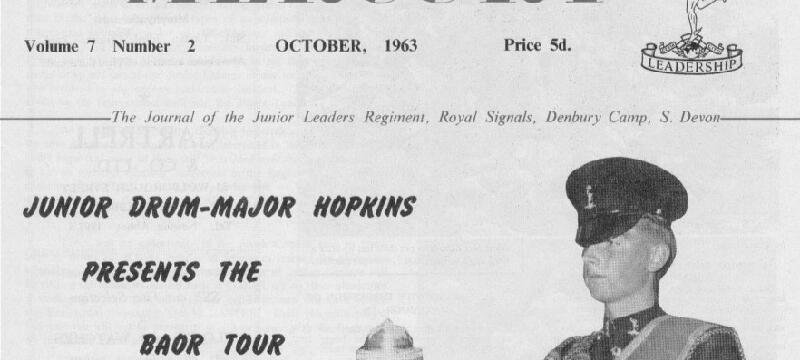 MERCURY
Volume 7 Number 2 OCTOBER, 1963 Price 5d.
LEADERSHIP
The Journal of the Junior Leaders Regiment, Royal Signals, Denbury Camp, S. Devon
JUNIOR DRUM-MAJOR HOPKINS
PRESENTS THE
BAOR TOUR